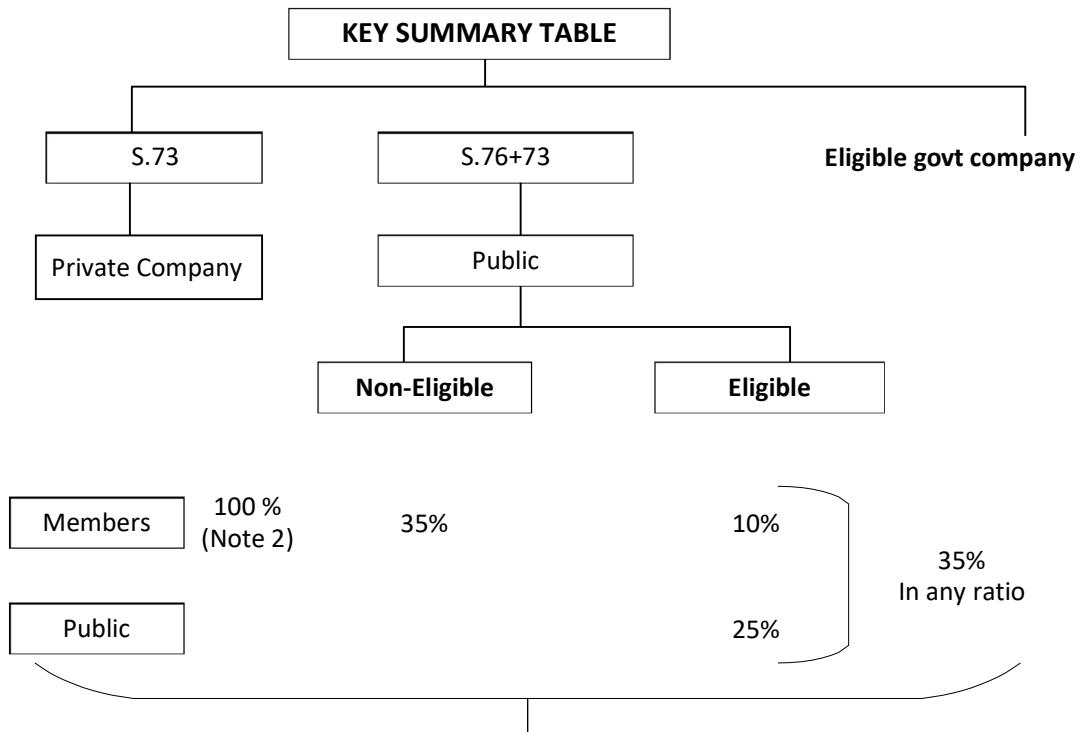 KEY SUMMARY TABLE
S.73
S.76+73
Eligible govt company
Private Company
Public
Non-Eligible
Eligible
Members
100 %
(Note 2)
35%
10%
35%
In any ratio
Public
25%